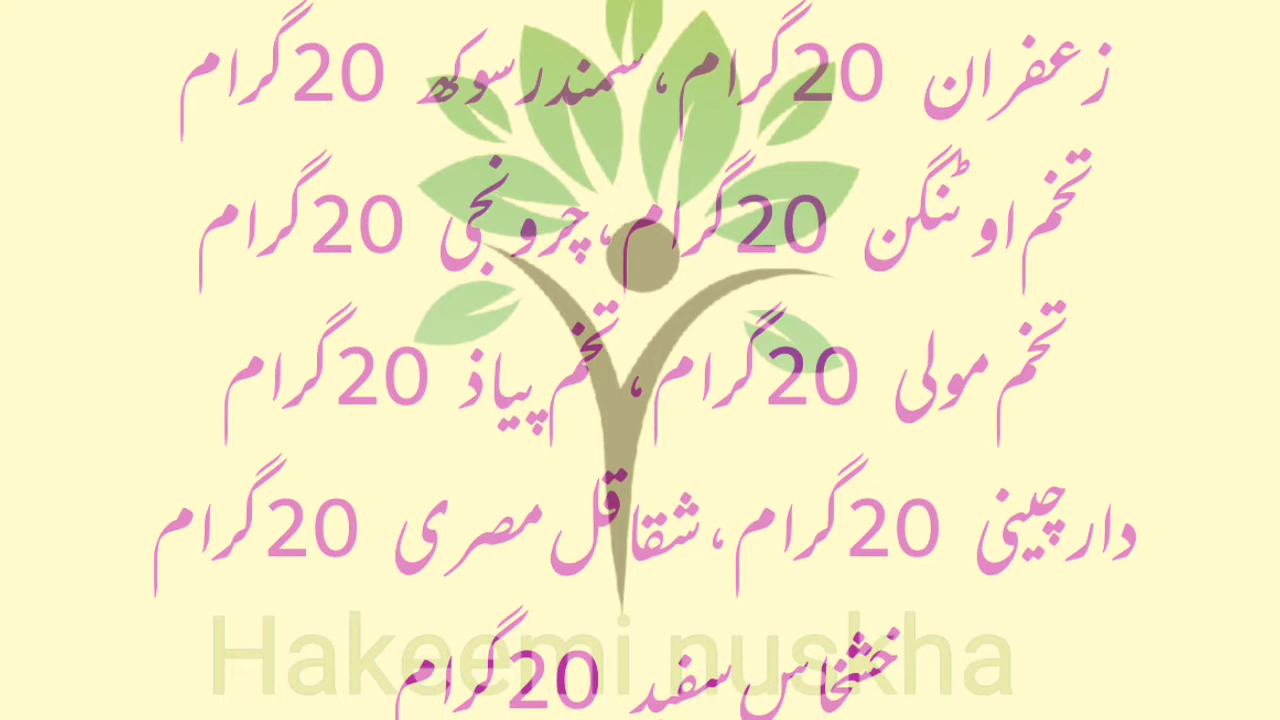 زعفران 20گرام،سمندرسوکھ 20گرام
تخم اوٹنگن 20گرام،چرونجی 20گرام
تخم مولی 20گرام، تخم پیاذ 20گرام
دارچینی 20گرام،شقاقل مصری 20گرام
خشخاس سفید 20گرام
Hakeemi nuskha